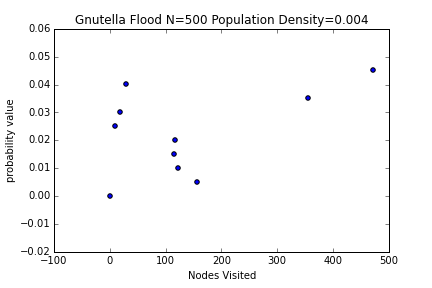 Gnutella Flood N=500 Population Density=0.004
0.06
0.05
0.04
0.03
0.02
0.01
0.00
−0.01
−0.02
probability value
−100 0 100 200 300 400 500
Nodes Visited